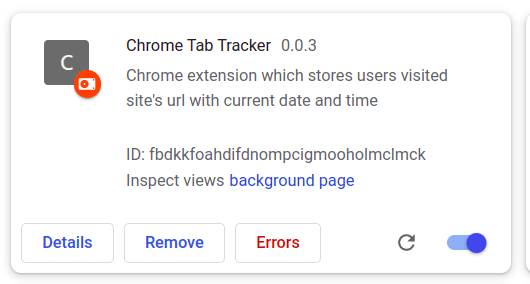 C
Chrome Tab Tracker 0.0.3
Chrome extension which stores users visited
site's url with current date and time
ID: fbdkkfoahdifdnompcigmooholmclmck
Inspect views background page
Details Remove Errors